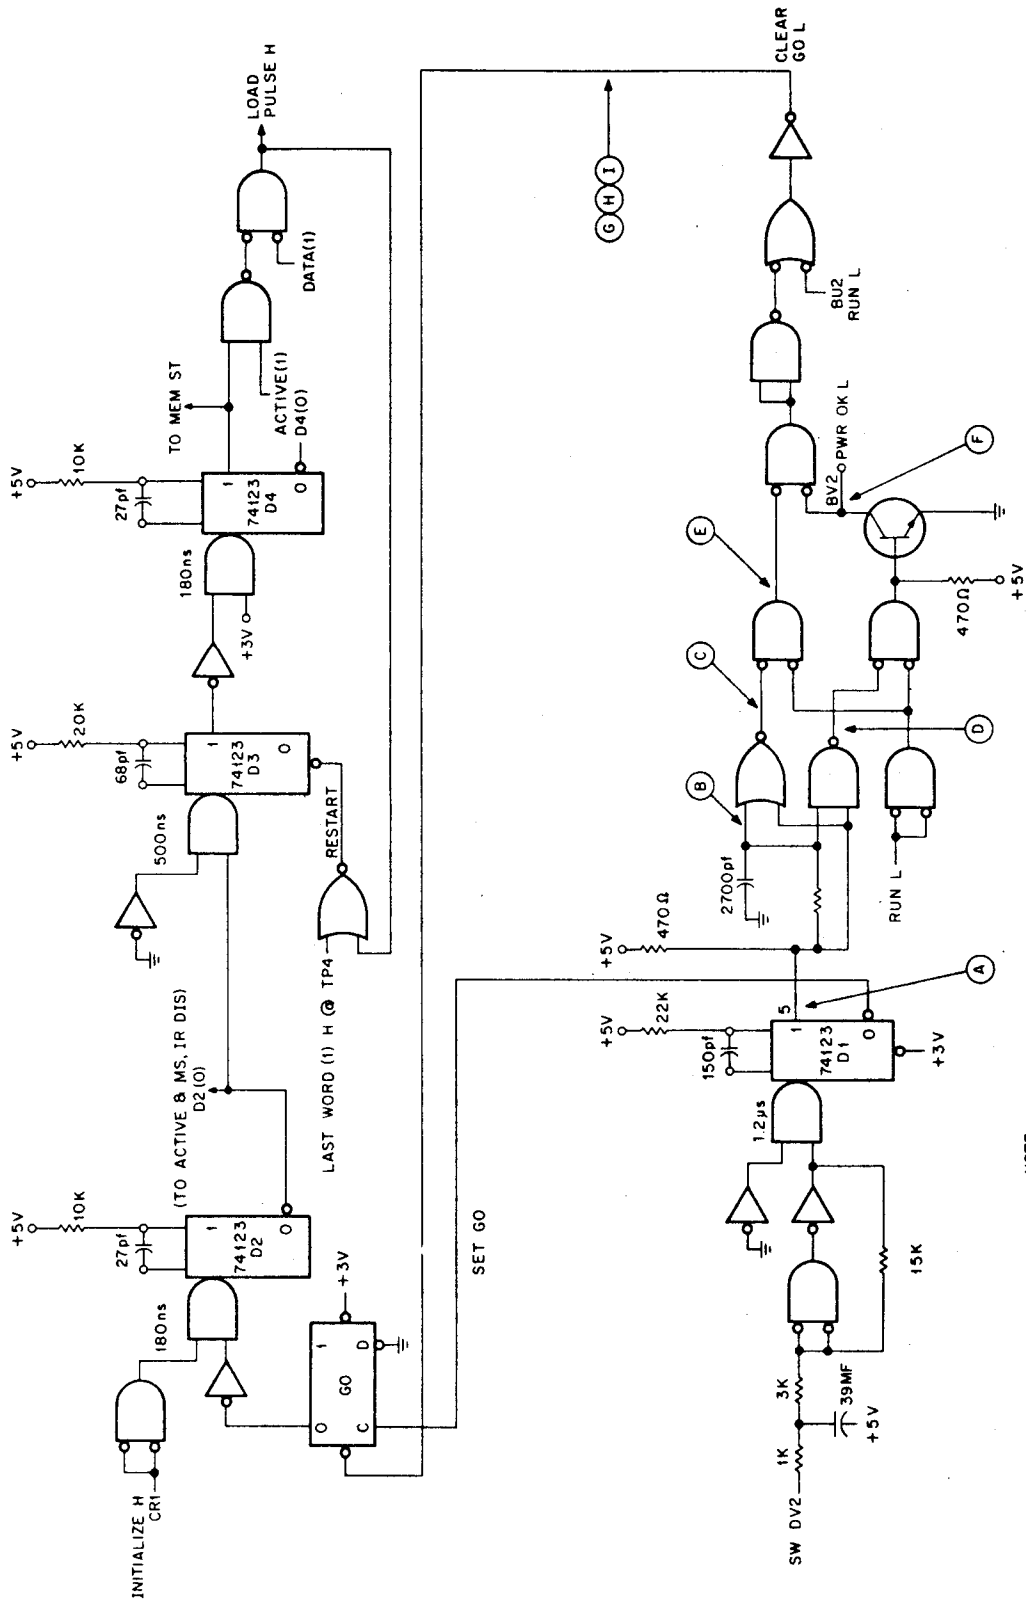 INITIALIZE H
CR1
180ns
+5V
10K
27pf
74123
D2
1
0
(TO ACTIVE & MS, IR DIS)
D2(0)
500ns
+5V
20K
68pf
74123
D3
1
0
RESTART
LAST WORD (1) H @ TP4
180ns
+3V
+5V
10K
27pf
74123
D4
1
0
TO MEM ST
ACTIVE(1)
D4(0)
DATA(1)
LOAD
PULSE H
0
1
GO
C
D
+3V
SET GO
G
H
I
CLEAR
GO L
SW DV2
1K
3K
39MF
+5V
15K
1.2μs
+5V
22K
150pf
74123
D1
1
5
0
+3V
A
+5V
470Ω
2700pf
B
C
D
E
F
RUN L
470Ω
+5V
BV2
PWR OK L
BU2
RUN L